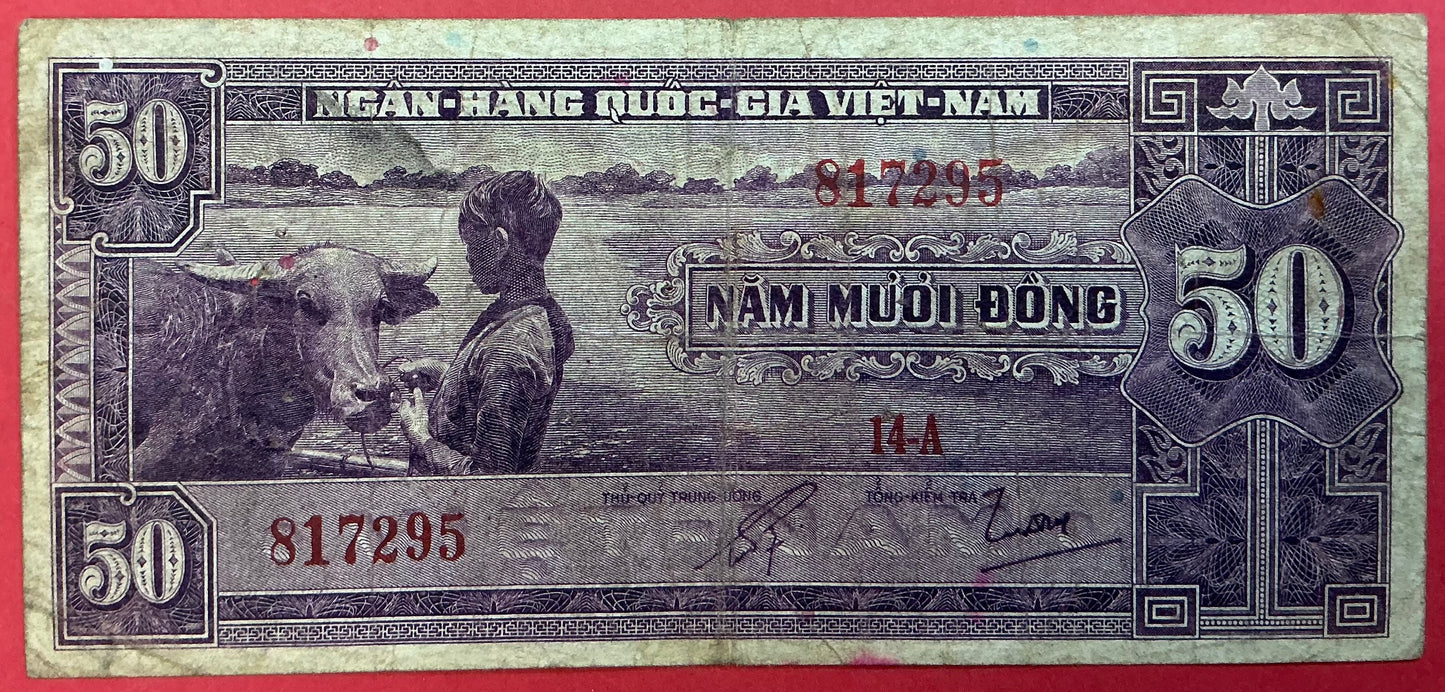 50
NGÂN-HÀNG QUỐC-GIA VIỆT-NAM
817295
NĂM MƯƠI ĐỒNG
50
14-A
THỦ-QUỸ TRUNG ƯƠNG
TỔNG-KIỂM TRA
50
817295